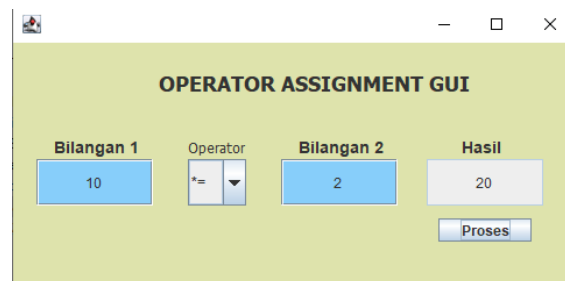 OPERATOR ASSIGNMENT GUI
Bilangan 1 Operator Bilangan 2 Hasil
10 *= 2 20
Proses